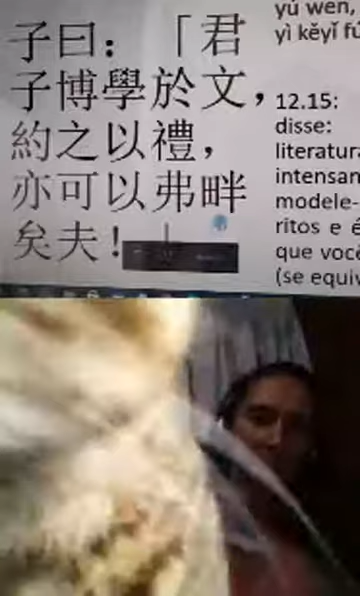 子曰：「君
子博學於文，
約之以禮，
亦可以弗畔
矣夫！
yú wén,
yì kěyǐ fú
12.15:
disse:
literatura
intensan
modele-
ritos e é
que você
(se equiv